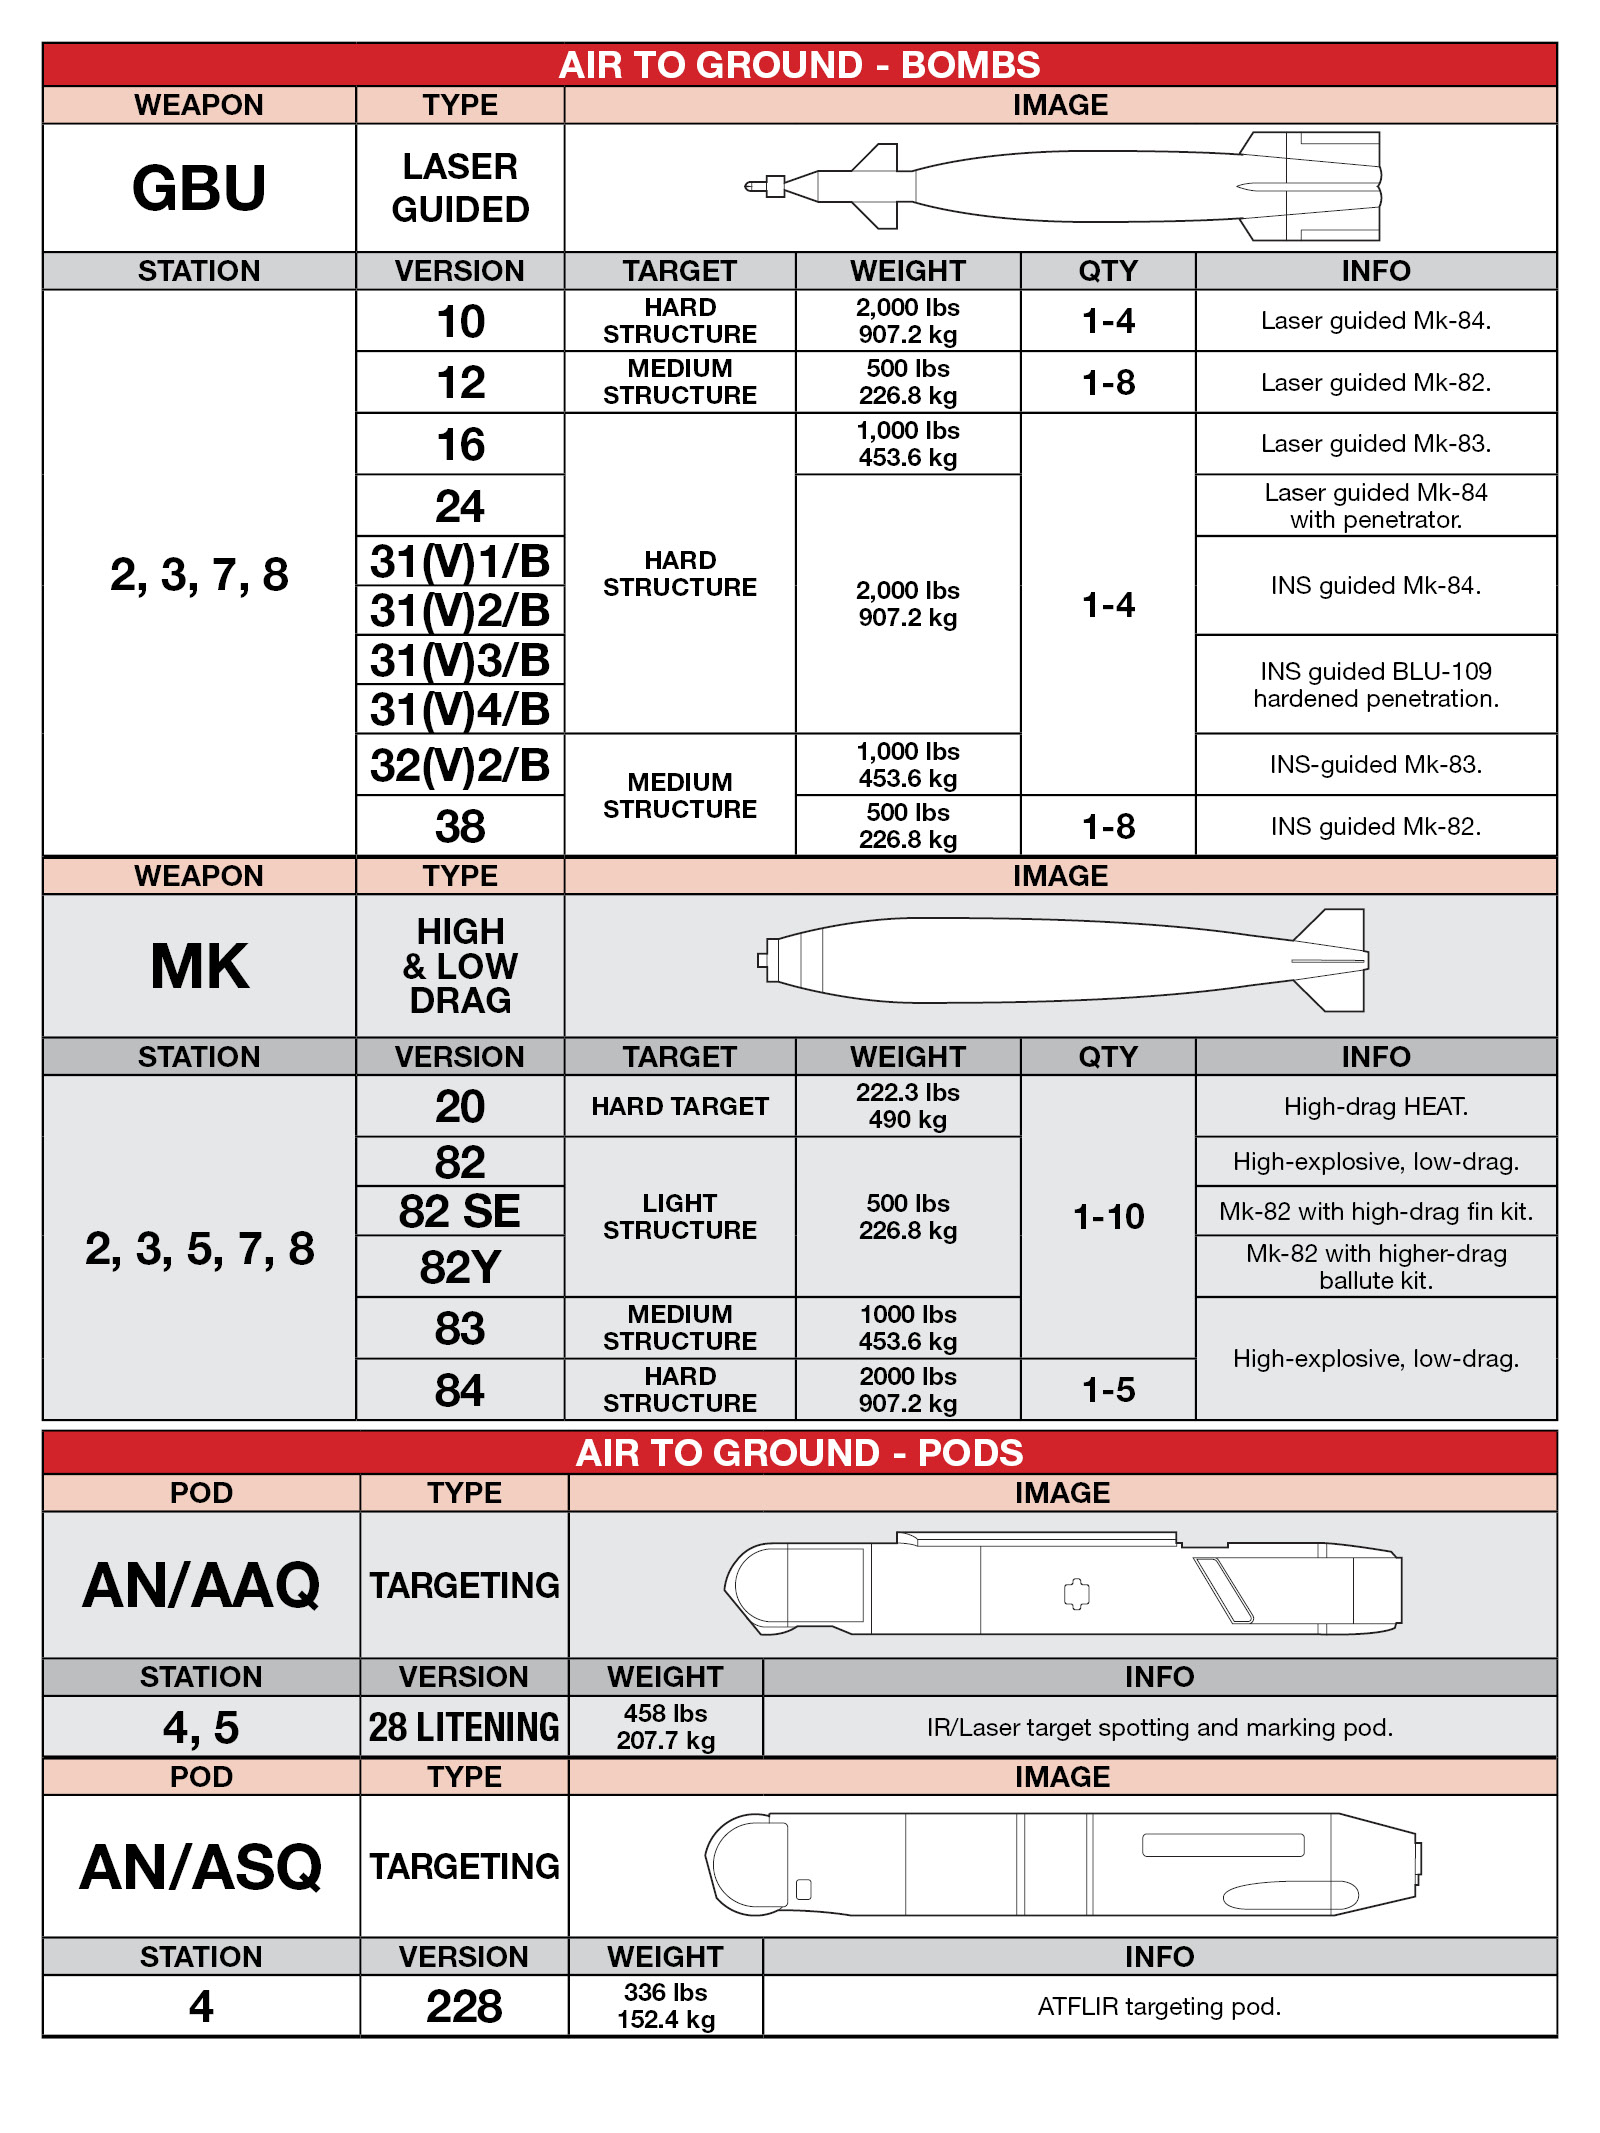 AIR TO GROUND - BOMBS
WEAPON TYPE IMAGE
GBU
LASER
GUIDED
STATION VERSION TARGET WEIGHT QTY INFO
2, 3, 7, 8
10
HARD
STRUCTURE
2,000 lbs
907.2 kg
1-4
Laser guided Mk-84.
12
MEDIUM
STRUCTURE
500 lbs
226.8 kg
1-8
Laser guided Mk-82.
16
HARD
STRUCTURE
1,000 lbs
453.6 kg
1-4
Laser guided Mk-83.
24
2,000 lbs
907.2 kg
Laser guided Mk-84
with penetrator.
31(V)1/B
INS guided Mk-84.
31(V)2/B
31(V)3/B
INS guided BLU-109
hardened penetration.
31(V)4/B
32(V)2/B
MEDIUM
STRUCTURE
1,000 lbs
453.6 kg
INS-guided Mk-83.
38
500 lbs
226.8 kg
1-8
INS guided Mk-82.
WEAPON TYPE IMAGE
MK
HIGH
& LOW
DRAG
STATION VERSION TARGET WEIGHT QTY INFO
2, 3, 5, 7, 8
20
HARD TARGET
222.3 lbs
490 kg
1-10
High-drag HEAT.
82
LIGHT
STRUCTURE
500 lbs
226.8 kg
High-explosive, low-drag.
82 SE
Mk-82 with high-drag fin kit.
82Y
Mk-82 with higher-drag
ballute kit.
83
MEDIUM
STRUCTURE
1000 lbs
453.6 kg
High-explosive, low-drag.
84
HARD
STRUCTURE
2000 lbs
907.2 kg
1-5
AIR TO GROUND - PODS
POD TYPE IMAGE
AN/AAQ
TARGETING
STATION VERSION WEIGHT INFO
4, 5
28 LITENING
458 lbs
207.7 kg
IR/Laser target spotting and marking pod.
POD TYPE IMAGE
AN/ASQ
TARGETING
STATION VERSION WEIGHT INFO
4
228
336 lbs
152.4 kg
ATFLIR targeting pod.